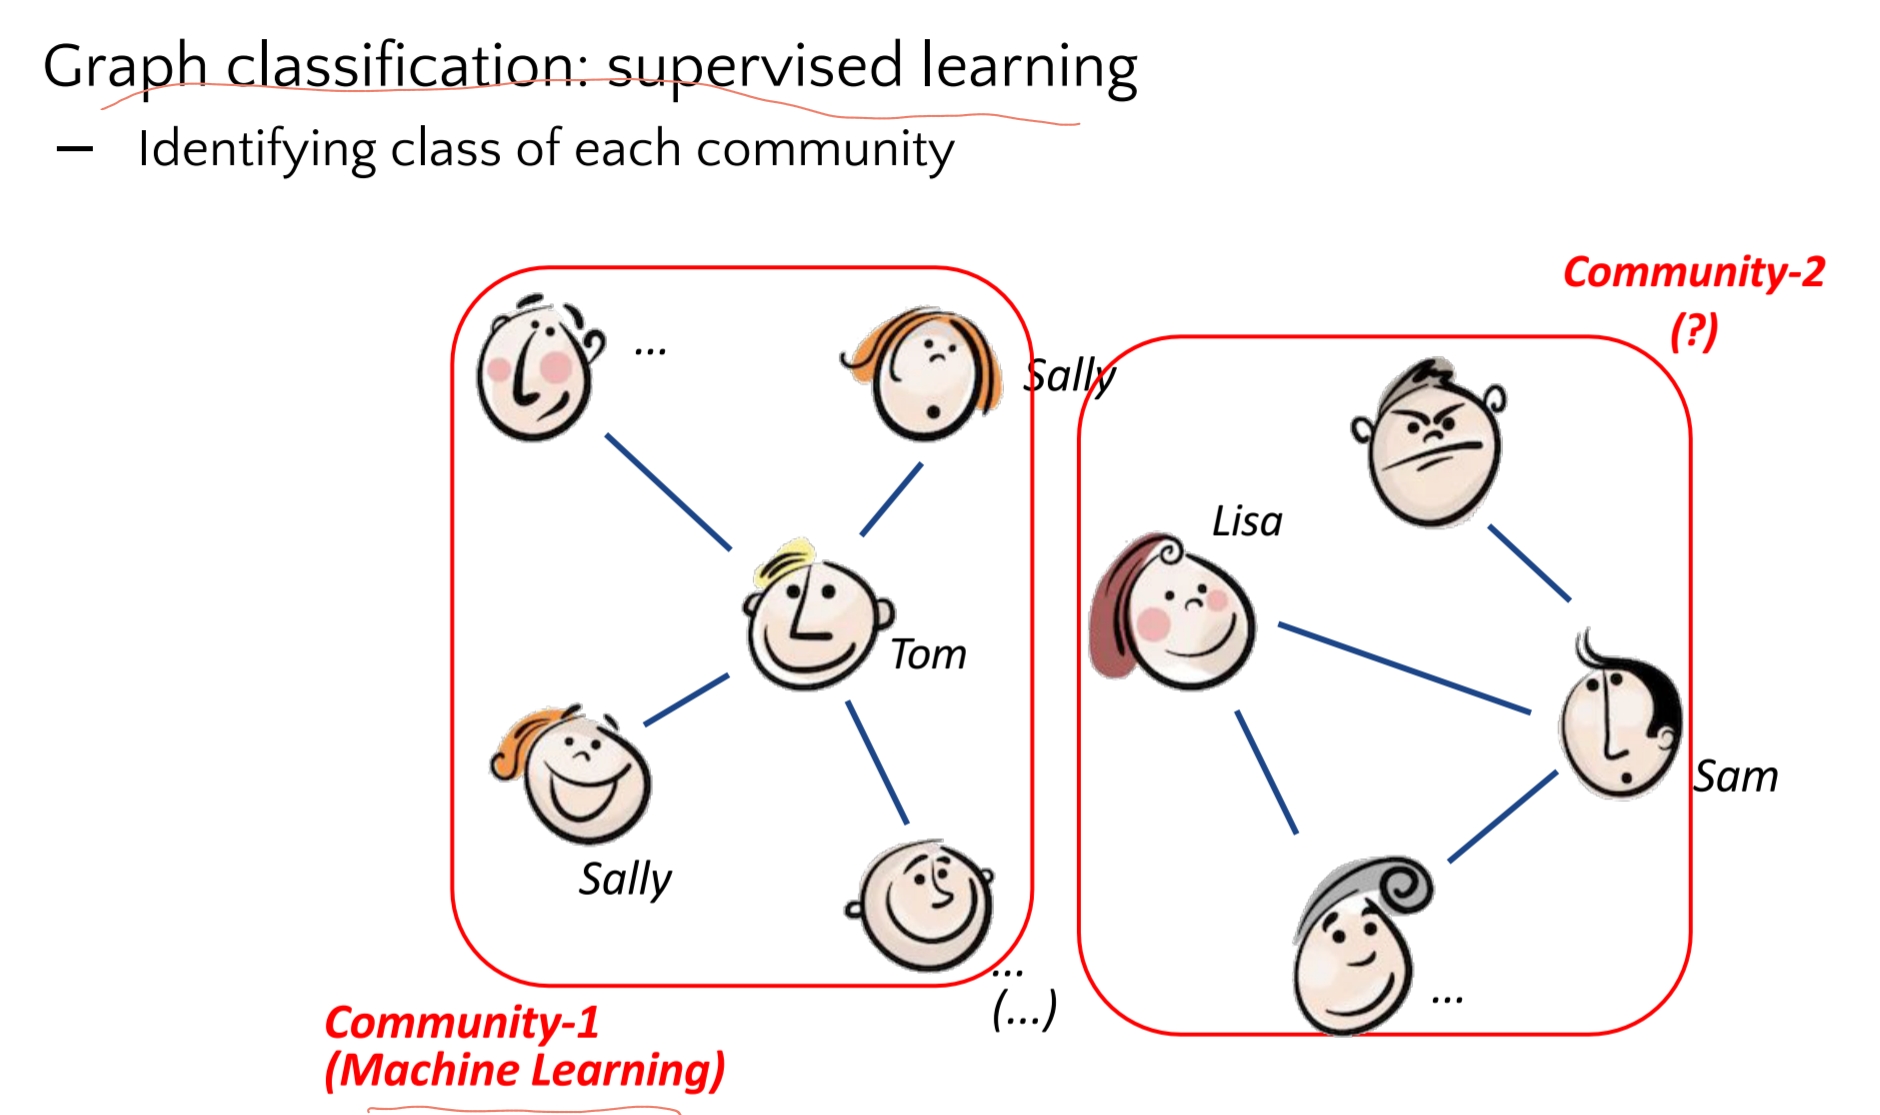 Graph classification: supervised learning
– Identifying class of each community
Community-2
(?)
...
Sally
Lisa
Tom
Sam
Sally
...
(...)
...
Community-1
(Machine Learning)